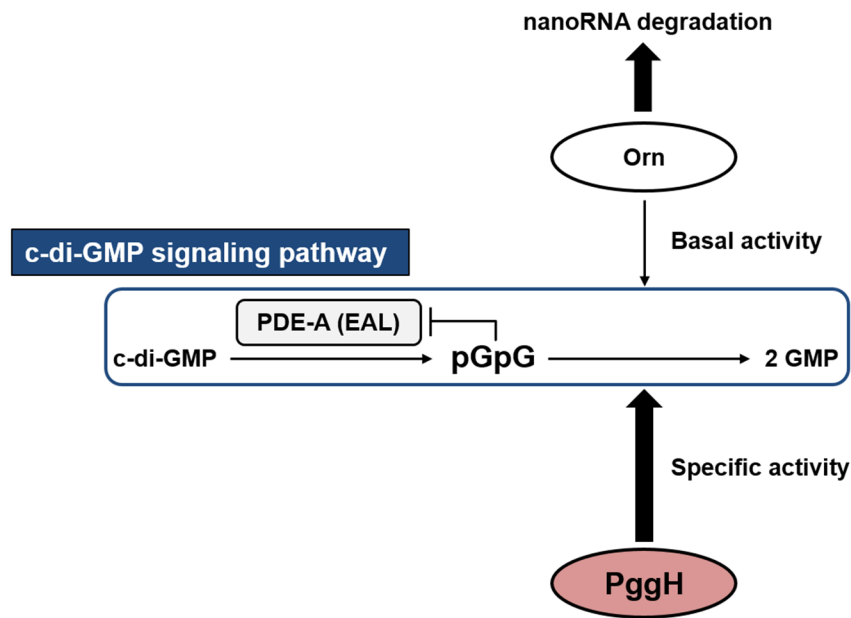 nanoRNA degradation
Orn
Basal activity
c-di-GMP signaling pathway
PDE-A (EAL)
c-di-GMP
pGpG
2 GMP
Specific activity
PggH